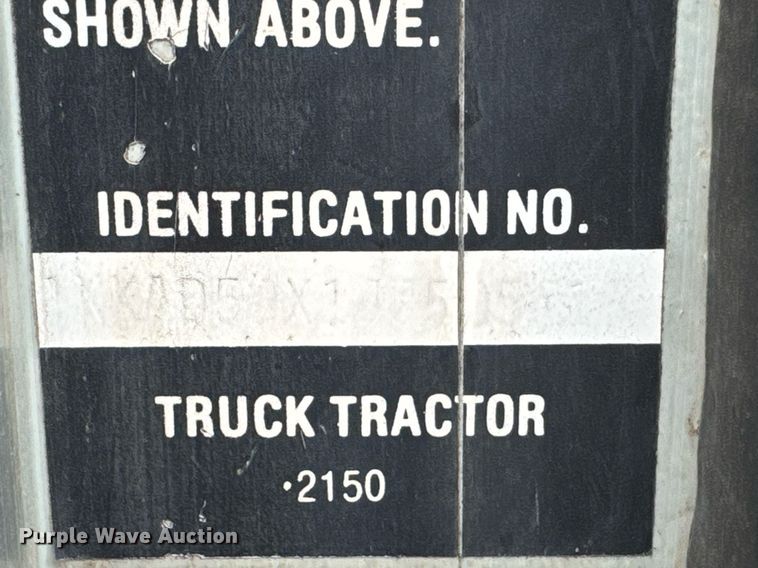 SHOWN ABOVE.
IDENTIFICATION NO.
TRUCK TRACTOR
·2150
Purple Wave Auction®